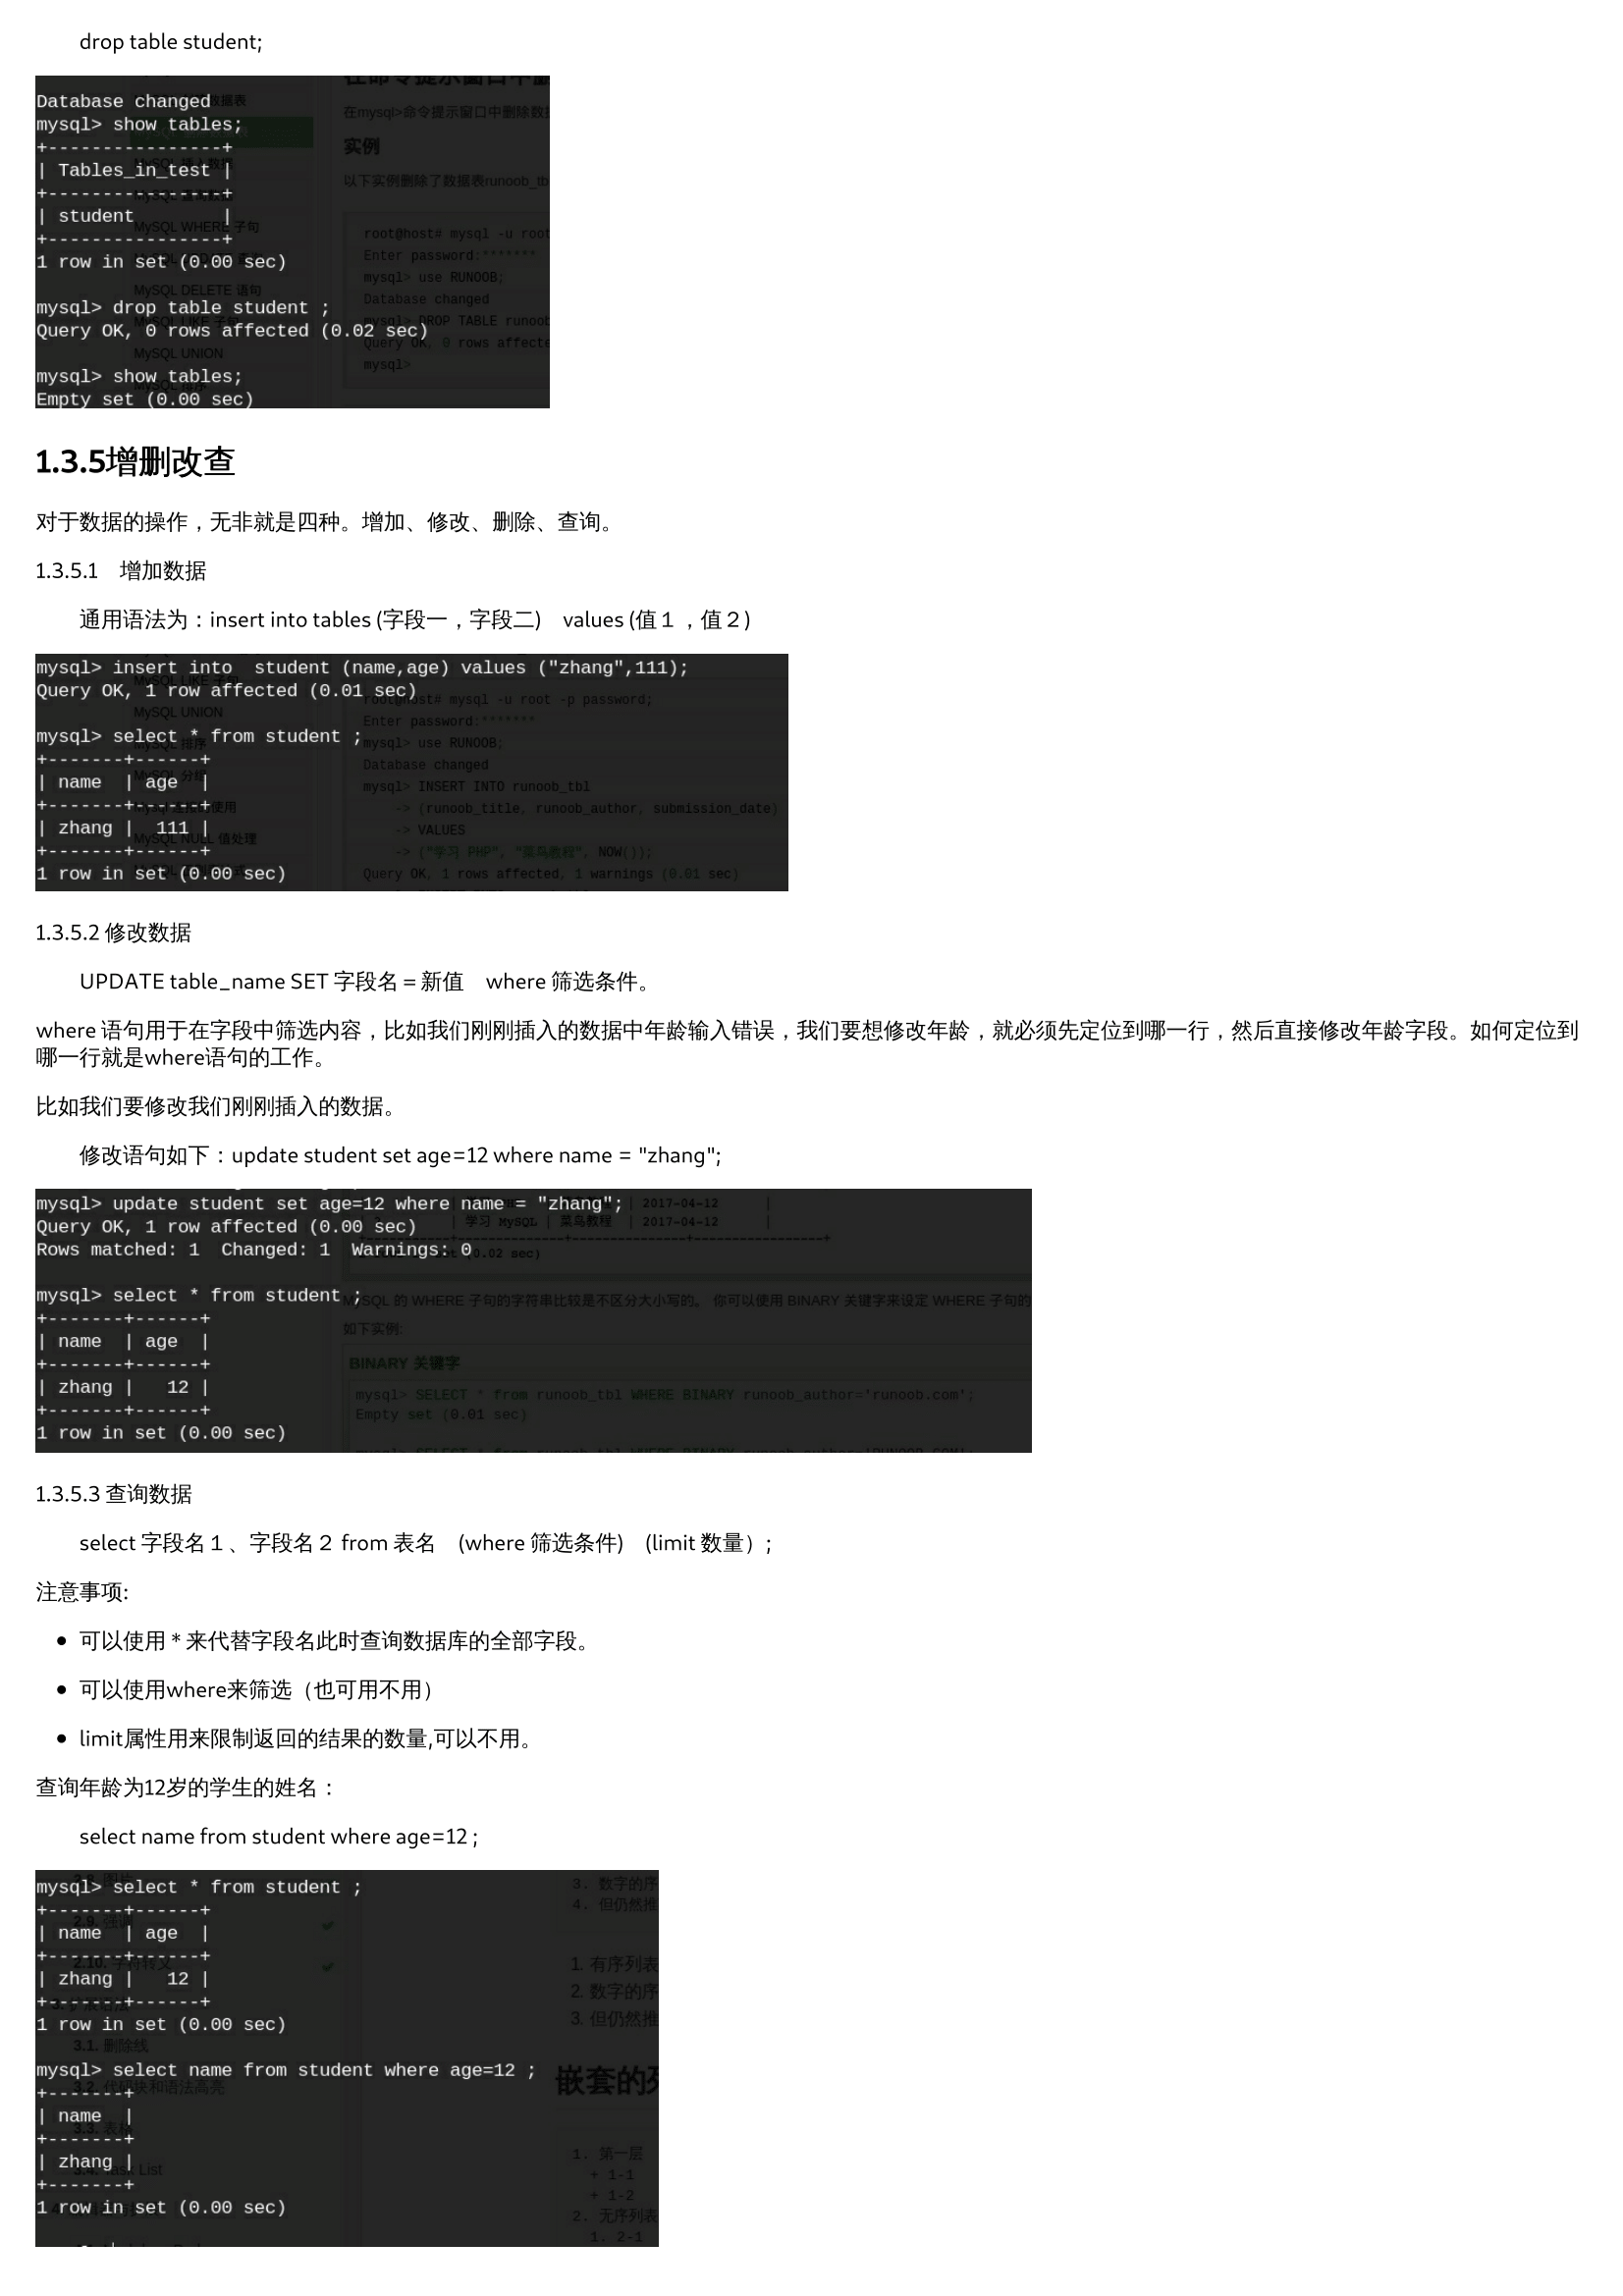 drop table student;
Database changed
mysql> show tables;
+----------------+
| Tables_in_test |
+----------------+
| student        |
+----------------+
1 row in set (0.00 sec)
mysql> drop table student ;
Query OK, 0 rows affected (0.02 sec)
mysql> show tables;
Empty set (0.00 sec)
1.3.5增删改查
对于数据的操作，无非就是四种。增加、修改、删除、查询。
1.3.5.1　增加数据
通用语法为：insert into tables (字段一，字段二)　values (值１，值２)
mysql> insert into  student (name,age) values ("zhang",111);
Query OK, 1 row affected (0.01 sec)
mysql> select * from student ;
+-------+------+
| name  | age  |
+-------+------+
| zhang |  111 |
+-------+------+
1 row in set (0.00 sec)
1.3.5.2 修改数据
UPDATE table_name SET 字段名＝新值　where 筛选条件。
where 语句用于在字段中筛选内容，比如我们刚刚插入的数据中年龄输入错误，我们要想修改年龄，就必须先定位到哪一行，然后直接修改年龄字段。如何定位到
哪一行就是where语句的工作。
比如我们要修改我们刚刚插入的数据。
修改语句如下：update student set age=12 where name = "zhang";
mysql> update student set age=12 where name = "zhang";
Query OK, 1 row affected (0.00 sec)
Rows matched: 1  Changed: 1  Warnings: 0
mysql> select * from student ;
+-------+------+
| name  | age  |
+-------+------+
| zhang |   12 |
+-------+------+
1 row in set (0.00 sec)
1.3.5.3 查询数据
select 字段名１、字段名２ from 表名　(where 筛选条件)　(limit 数量）;
注意事项:
• 可以使用 * 来代替字段名此时查询数据库的全部字段。
• 可以使用where来筛选（也可用不用）
• limit属性用来限制返回的结果的数量,可以不用。
查询年龄为12岁的学生的姓名：
select name from student where age=12 ;
mysql> select * from student ;
+-------+------+
| name  | age  |
+-------+------+
| zhang |   12 |
+-------+------+
1 row in set (0.00 sec)
mysql> select name from student where age=12 ;
+-------+
| name  |
+-------+
| zhang |
+-------+
1 row in set (0.00 sec)